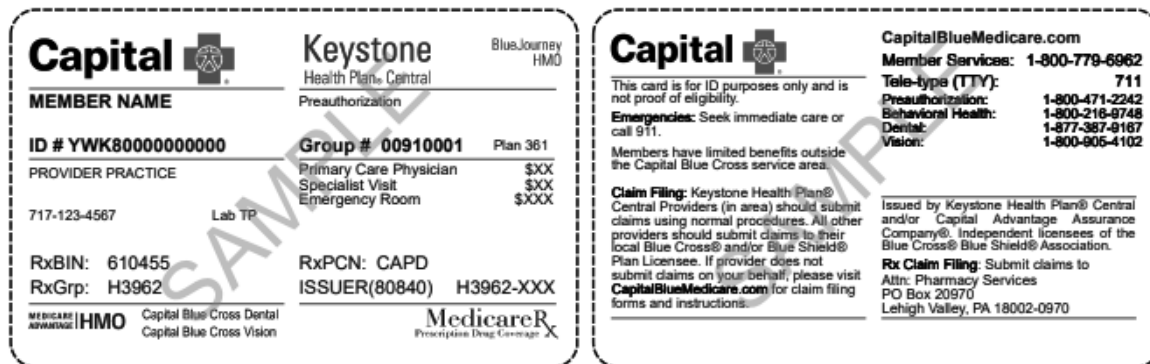 Capital
Keystone
Health Plan® Central
BlueJourney
HMO
MEMBER NAME
Preauthorization
ID # YWK80000000000
Group # 00910001 Plan 361
PROVIDER PRACTICE
Primary Care Physician $XX
Specialist Visit $XX
Emergency Room $XXX
717-123-4567 Lab TP
RxBIN: 610455
RxPCN: CAPD
RxGrp: H3962
ISSUER(80840) H3962-XXX
MEDICARE
ADVANTAGE HMO
Capital Blue Cross Dental
Capital Blue Cross Vision
MedicareRx
Prescription Drug Coverage
SAMPLE
Capital
This card is for ID purposes only and is
not proof of eligibility.
Emergencies: Seek immediate care or
call 911.
Members have limited benefits outside
the Capital Blue Cross service area.
Claim Filing: Keystone Health Plan®
Central Providers (in area) should submit
claims using normal procedures. All other
providers should submit claims to their
local Blue Cross® and/or Blue Shield®
Plan Licensee. If provider does not
submit claims on your behalf, please visit
CapitalBlueMedicare.com for claim filing
forms and instructions.
CapitalBlueMedicare.com
Member Services: 1-800-779-6962
Tele-type (TTY): 711
Preauthorization: 1-800-471-2242
Behavioral Health: 1-800-216-9748
Dental: 1-877-387-9167
Vision: 1-800-905-4102
Issued by Keystone Health Plan® Central
and/or Capital Advantage Assurance
Company®. Independent licensees of the
Blue Cross® Blue Shield® Association.
Rx Claim Filing: Submit claims to
Attn: Pharmacy Services
PO Box 20970
Lehigh Valley, PA 18002-0970
SAMPLE